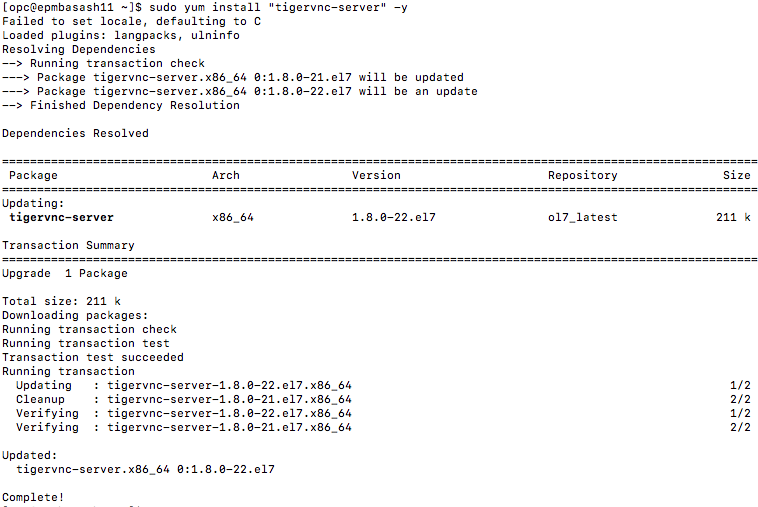 [opc@epmbasash11 ~]$ sudo yum install "tigervnc-server" -y
Failed to set locale, defaulting to C
Loaded plugins: langpacks, ulninfo
Resolving Dependencies
--> Running transaction check
---> Package tigervnc-server.x86_64 0:1.8.0-21.el7 will be updated
---> Package tigervnc-server.x86_64 0:1.8.0-22.el7 will be an update
--> Finished Dependency Resolution
Dependencies Resolved
============================================================================================================
Package Arch Version Repository Size
============================================================================================================
Updating:
tigervnc-server x86_64 1.8.0-22.el7 ol7_latest 211 k
Transaction Summary
============================================================================================================
Upgrade  1 Package
Total size: 211 k
Downloading packages:
Running transaction check
Running transaction test
Transaction test succeeded
Running transaction
Updating   : tigervnc-server-1.8.0-22.el7.x86_64 1/2
Cleanup    : tigervnc-server-1.8.0-21.el7.x86_64 2/2
Verifying  : tigervnc-server-1.8.0-22.el7.x86_64 1/2
Verifying  : tigervnc-server-1.8.0-21.el7.x86_64 2/2
Updated:
tigervnc-server.x86_64 0:1.8.0-22.el7
Complete!